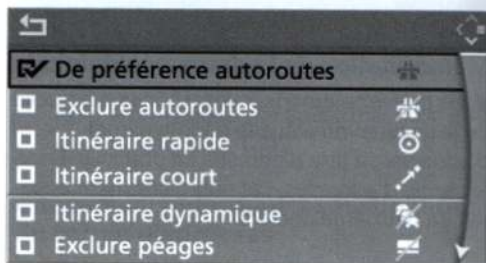 De préférence autoroutes
Exclure autoroutes
Itinéraire rapide
Itinéraire court
Itinéraire dynamique
Exclure péages